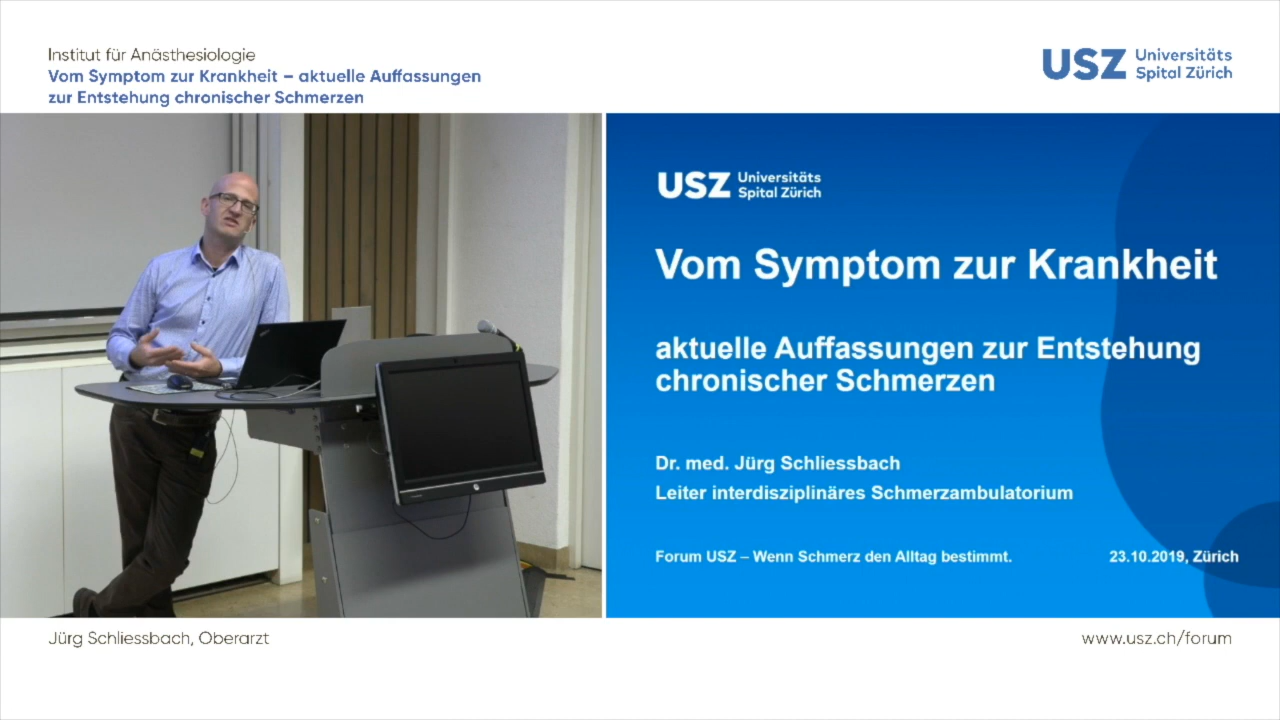 Institut für Anästhesiologie
Vom Symptom zur Krankheit – aktuelle Auffassungen
zur Entstehung chronischer Schmerzen
USZ Universitäts
Spital Zürich
USZ Universitäts
Spital Zürich
Vom Symptom zur Krankheit
aktuelle Auffassungen zur Entstehung
chronischer Schmerzen
Dr. med. Jürg Schliessbach
Leiter interdisziplinäres Schmerzambulatorium
Forum USZ – Wenn Schmerz den Alltag bestimmt. 23.10.2019, Zürich
Jürg Schliessbach, Oberarzt
www.usz.ch/forum